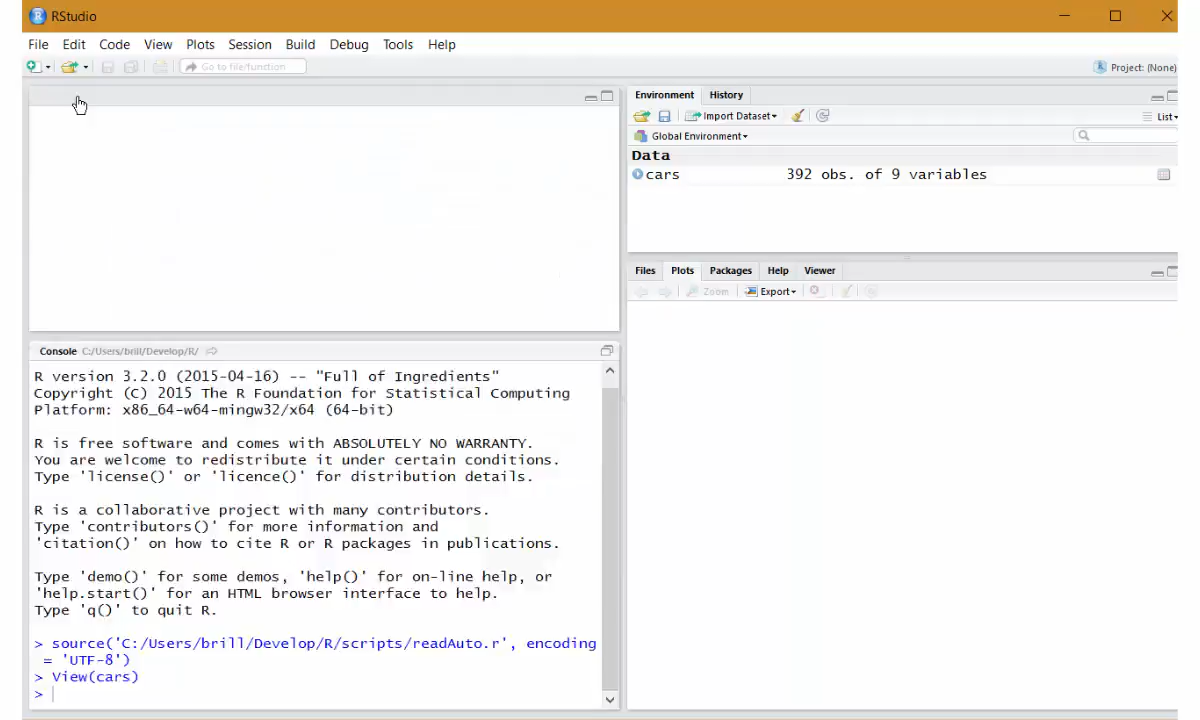 RStudio
File Edit Code View Plots Session Build Debug Tools Help
Go to file/function
Project: (None)
Environment History
Import Dataset
List
Global Environment
Data
cars 392 obs. of 9 variables
Files Plots Packages Help Viewer
Zoom Export
Console C:/Users/brill/Develop/R/
R version 3.2.0 (2015-04-16) -- "Full of Ingredients"
Copyright (C) 2015 The R Foundation for Statistical Computing
Platform: x86_64-w64-mingw32/x64 (64-bit)
R is free software and comes with ABSOLUTELY NO WARRANTY.
You are welcome to redistribute it under certain conditions.
Type 'license()' or 'licence()' for distribution details.
R is a collaborative project with many contributors.
Type 'contributors()' for more information and
'citation()' on how to cite R or R packages in publications.
Type 'demo()' for some demos, 'help()' for on-line help, or
'help.start()' for an HTML browser interface to help.
Type 'q()' to quit R.
> source('C:/Users/brill/Develop/R/scripts/readAuto.r', encoding
= 'UTF-8')
> View(cars)
>